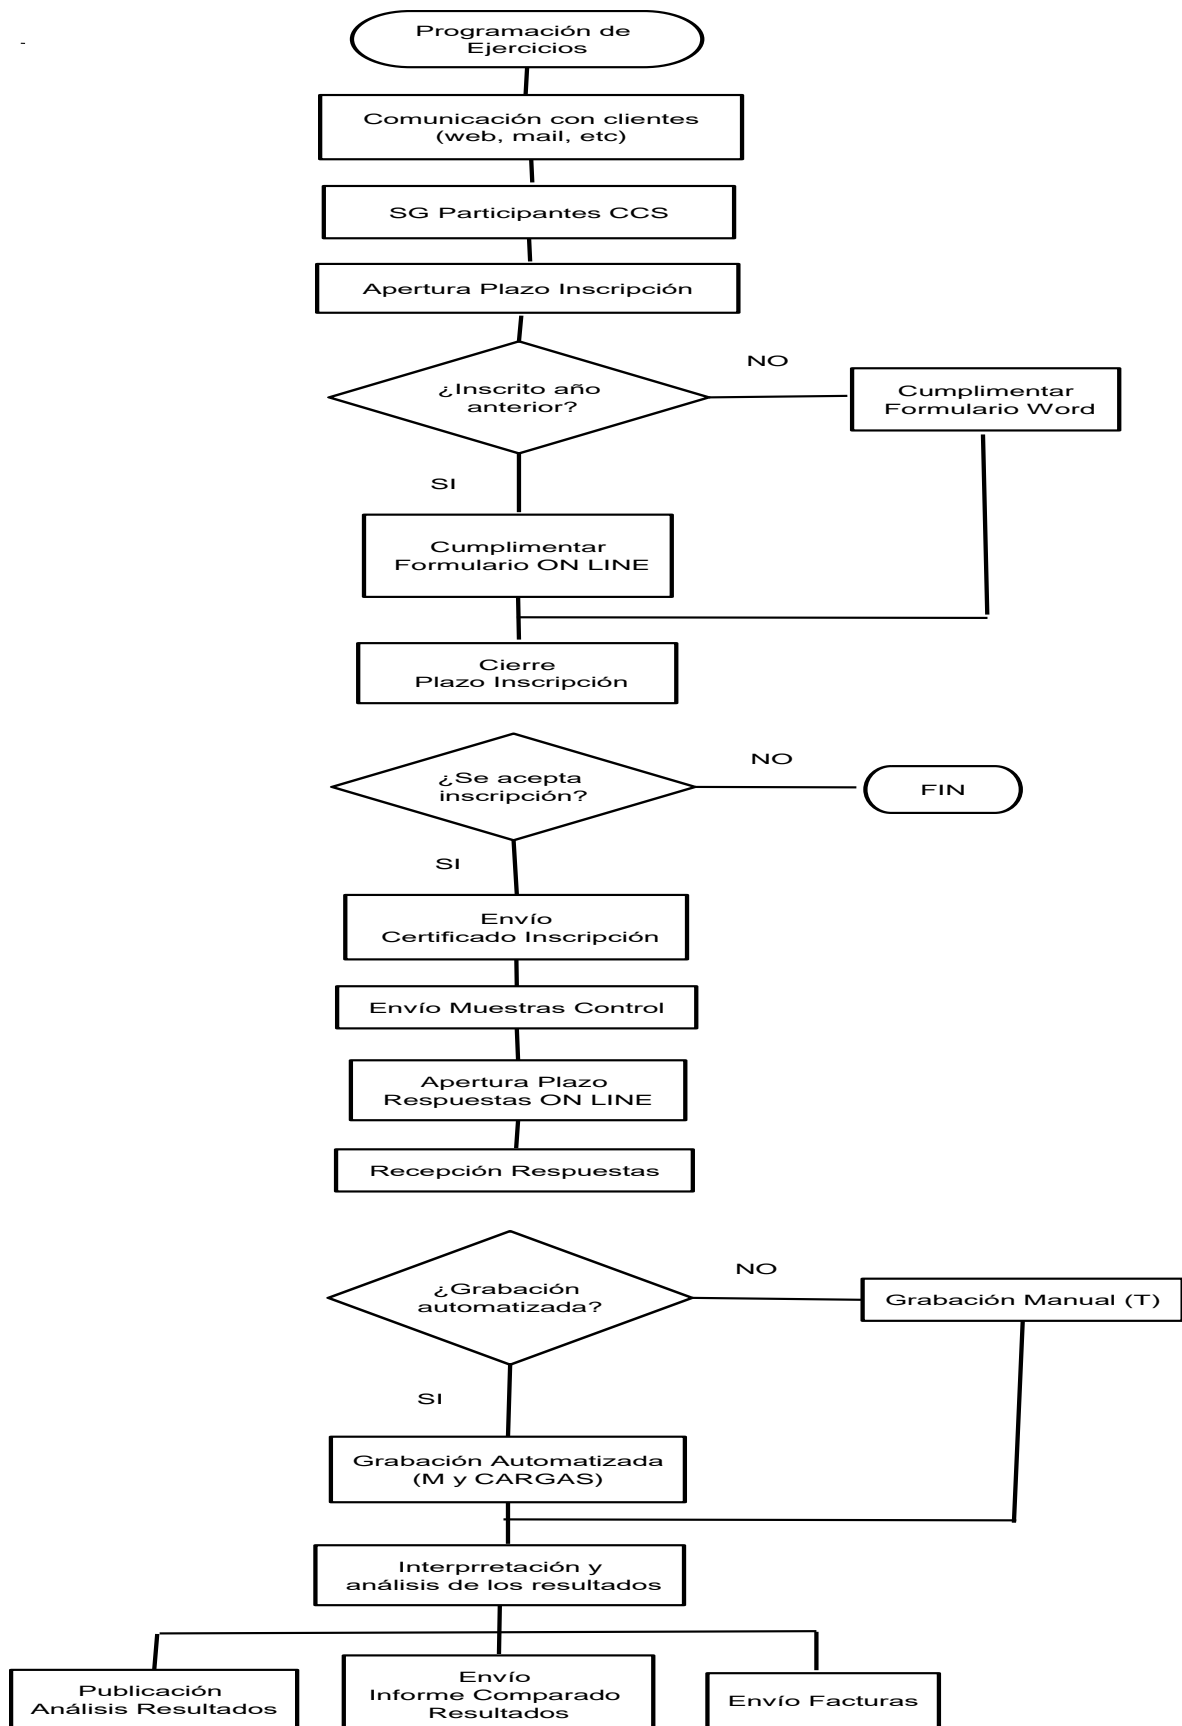 Programación de
Ejercicios
-
Comunicación con clientes
(web, mail, etc)
SG Participantes CCS
Apertura Plazo Inscripción
¿Inscrito año
anterior?
NO
Cumplimentar
Formulario Word
SI
Cumplimentar
Formulario ON LINE
Cierre
Plazo Inscripción
¿Se acepta
inscripción?
NO
FIN
SI
Envío
Certificado Inscripción
Envío Muestras Control
Apertura Plazo
Respuestas ON LINE
Recepción Respuestas
¿Grabación
automatizada?
NO
Grabación Manual (T)
SI
Grabación Automatizada
(M y CARGAS)
Interprretación y
análisis de los resultados
Publicación
Análisis Resultados
Envío
Informe Comparado
Resultados
Envío Facturas